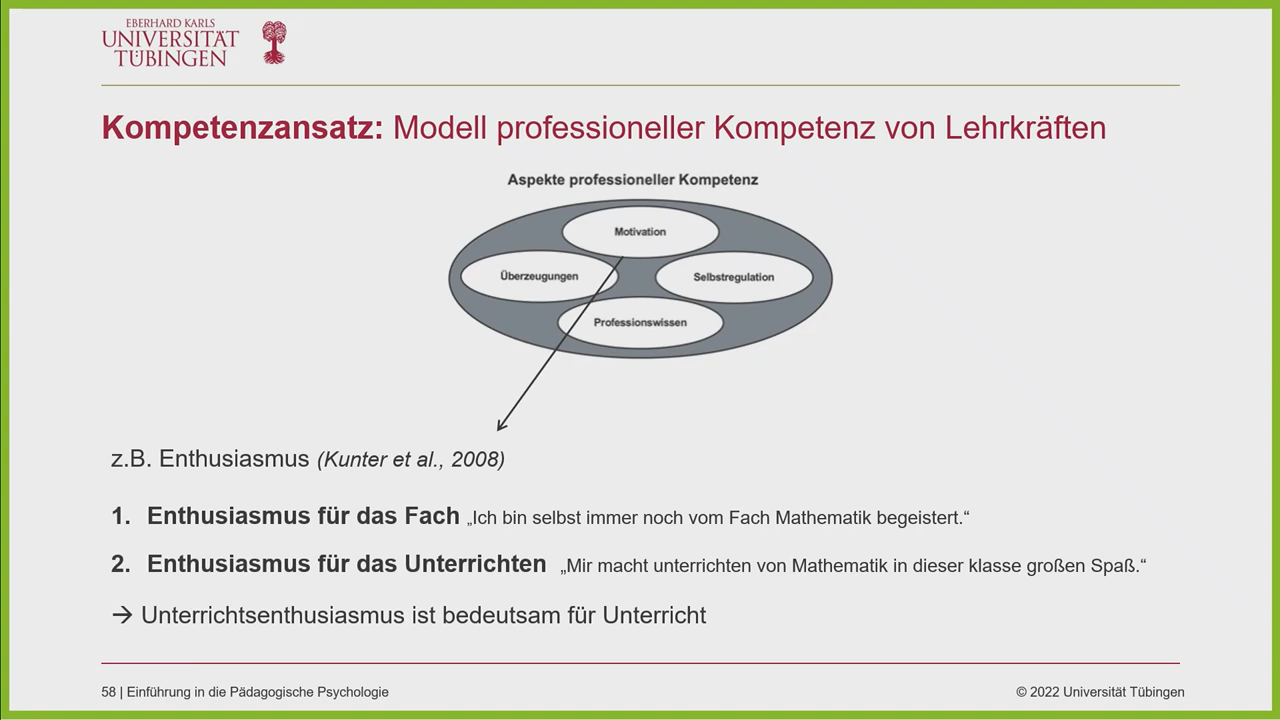 EBERHARD KARLS
UNIVERSITÄT
TÜBINGEN
Kompetenzansatz: Modell professioneller Kompetenz von Lehrkräften
Aspekte professioneller Kompetenz
Motivation
Überzeugungen
Selbstregulation
Professionswissen
z.B. Enthusiasmus (Kunter et al., 2008)
1. Enthusiasmus für das Fach „Ich bin selbst immer noch vom Fach Mathematik begeistert.“
2. Enthusiasmus für das Unterrichten „Mir macht unterrichten von Mathematik in dieser klasse großen Spaß.“
→ Unterrichtsenthusiasmus ist bedeutsam für Unterricht
58 | Einführung in die Pädagogische Psychologie
© 2022 Universität Tübingen